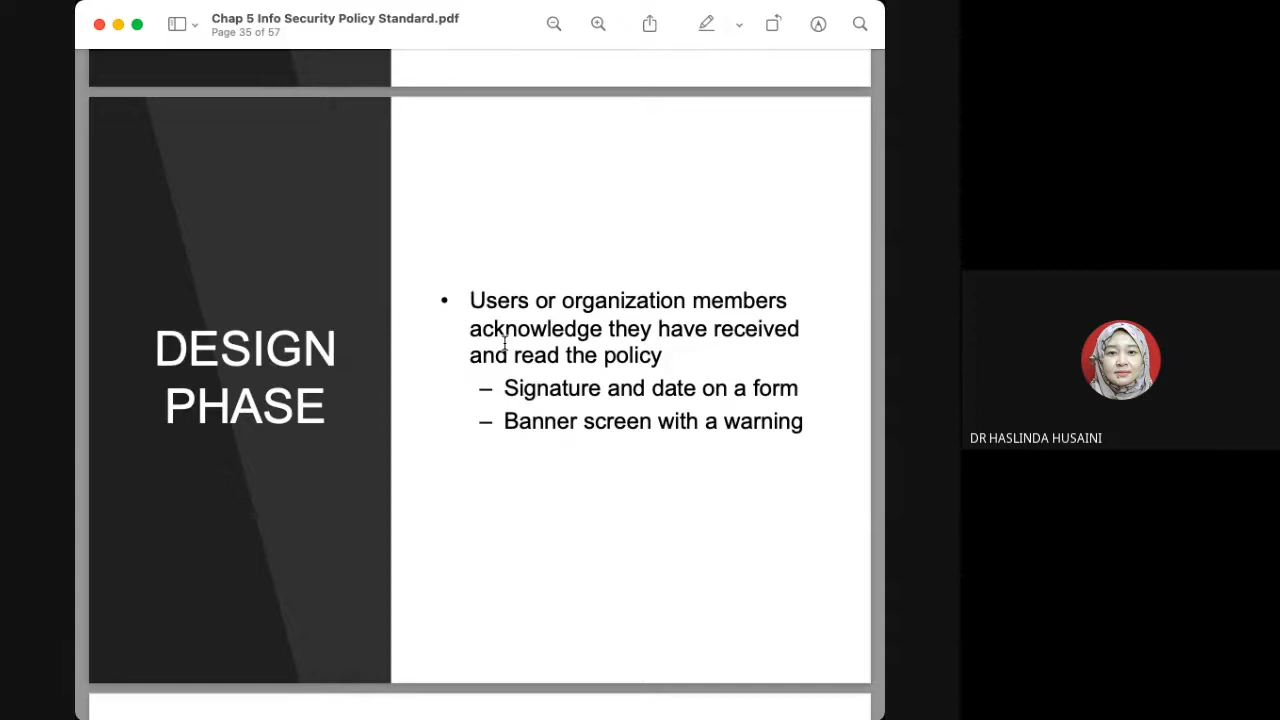 Chap 5 Info Security Policy Standard.pdf
Page 35 of 57
DESIGN
PHASE
• Users or organization members
acknowledge they have received
and read the policy
– Signature and date on a form
– Banner screen with a warning
DR HASLINDA HUSAINI